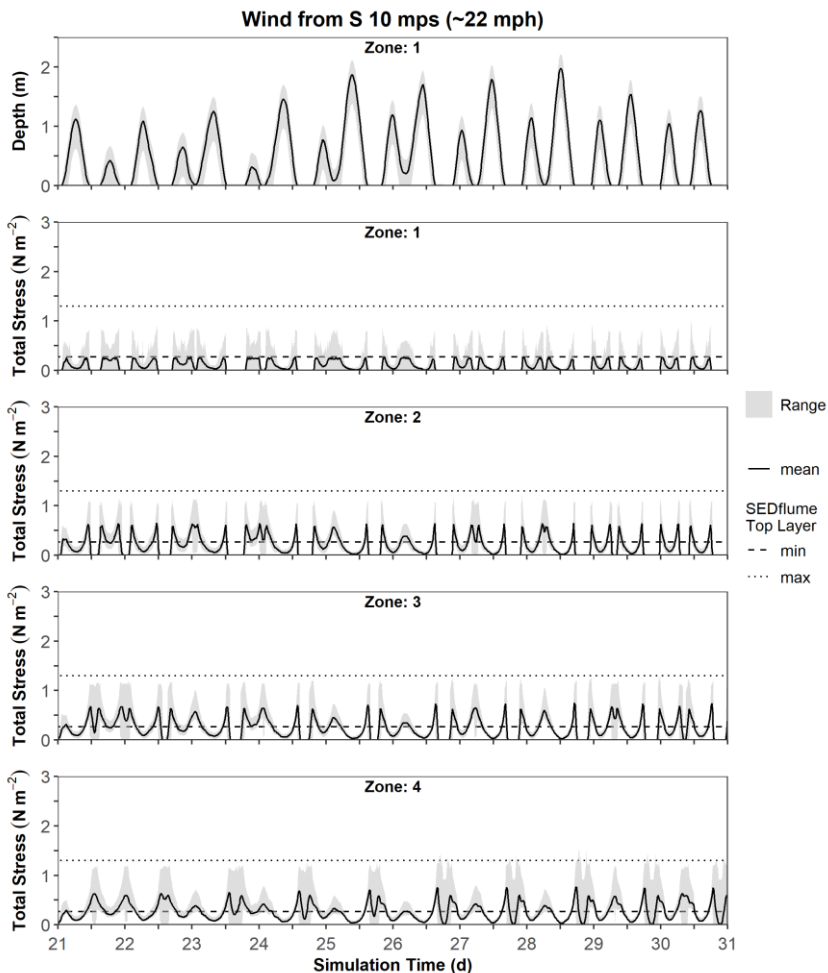 Wind from S 10 mps (~22 mph)
Zone: 1
Depth (m)
2
1
0
Zone: 1
Total Stress (N m⁻²)
3
2
1
0
Zone: 2
Total Stress (N m⁻²)
3
2
1
0
Zone: 3
Total Stress (N m⁻²)
3
2
1
0
Zone: 4
Total Stress (N m⁻²)
3
2
1
0
21 22 23 24 25 26 27 28 29 30 31
Simulation Time (d)
Range
mean
SEDflume
Top Layer
min
max